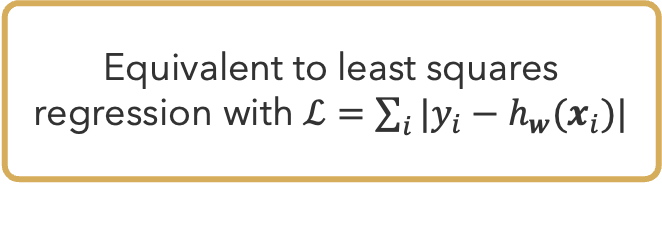 Equivalent to least squares
regression with ℒ = ∑ᵢ |yᵢ − h𝒘(𝒙ᵢ)|